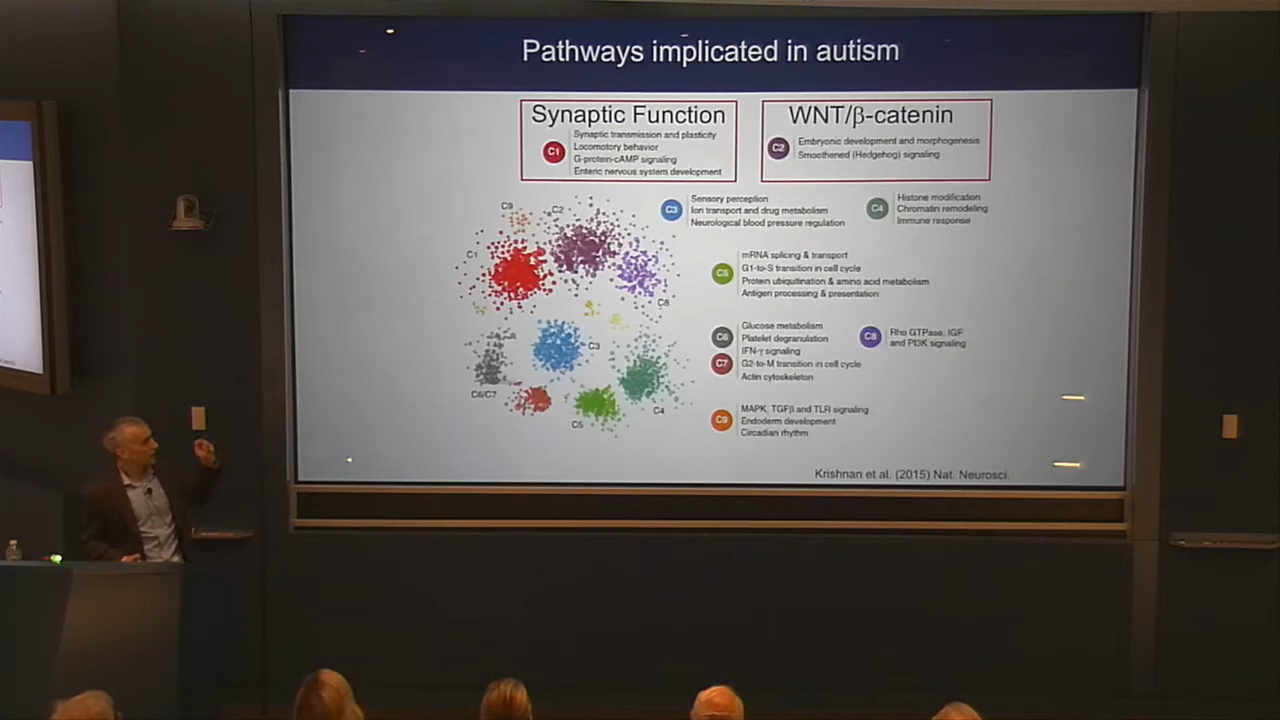 Pathways implicated in autism
Synaptic Function
C1
Synaptic transmission and plasticity
Locomotory behavior
G-protein-cAMP signaling
Enteric nervous system development
WNT/β-catenin
C2
Embryonic development and morphogenesis
Smoothened (Hedgehog) signaling
C3
Sensory perception
Ion transport and drug metabolism
Neurological blood pressure regulation
C4
Histone modification
Chromatin remodeling
Immune response
C9
C2
C1
C8
C3
C6/C7
C4
C5
C5
mRNA splicing & transport
G1-to-S transition in cell cycle
Protein ubiquitination & amino acid metabolism
Antigen processing & presentation
C6
C7
Glucose metabolism
Platelet degranulation
IFN-γ signaling
G2-to-M transition in cell cycle
Actin cytoskeleton
C8
Rho GTPase, IGF
and PI3K signaling
C9
MAPK, TGFβ and TLR signaling
Endoderm development
Circadian rhythm
Krishnan et al. (2015) Nat. Neurosci.